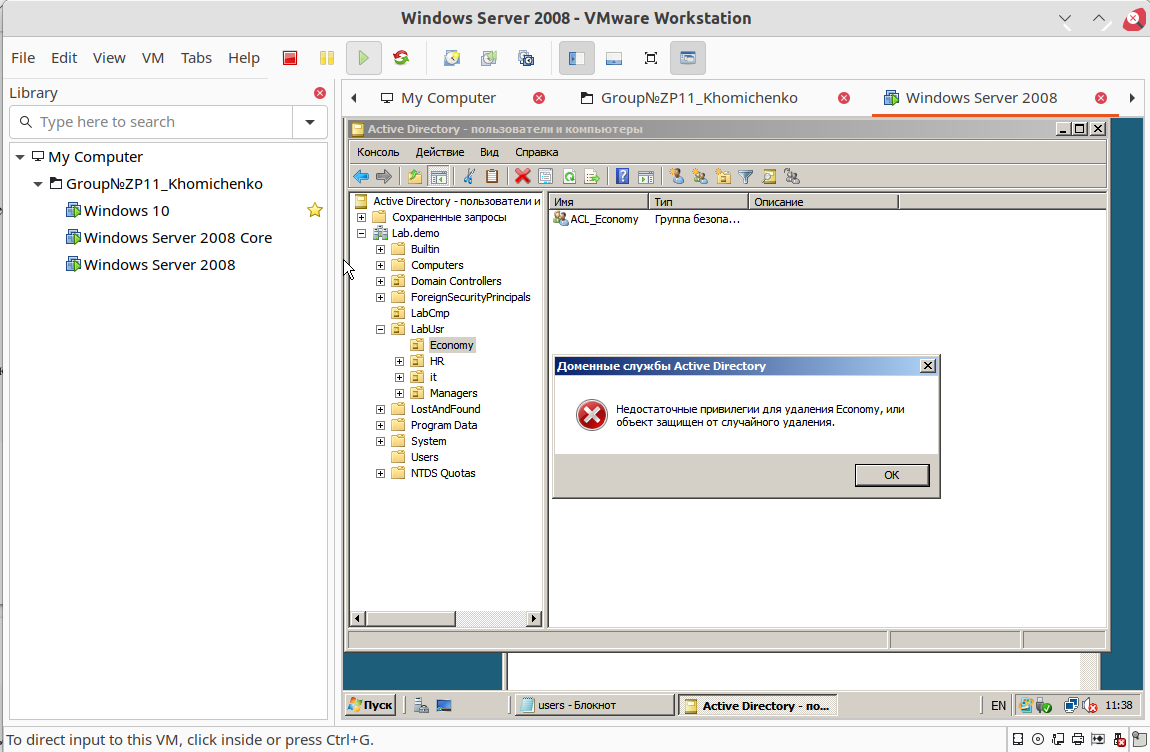 Windows Server 2008 - VMware Workstation
File Edit View VM Tabs Help
Library
Type here to search
My Computer
Group№ZP11_Khomichenko
Windows 10
Windows Server 2008 Core
Windows Server 2008
My Computer Group№ZP11_Khomichenko Windows Server 2008
Active Directory - пользователи и компьютеры
Консоль Действие Вид Справка
Active Directory - пользователи и
Сохраненные запросы
Lab.demo
Builtin
Computers
Domain Controllers
ForeignSecurityPrincipals
LabCmp
LabUsr
Economy
HR
it
Managers
LostAndFound
Program Data
System
Users
NTDS Quotas
Имя Тип Описание
ACL_Economy Группа безопа...
Доменные службы Active Directory
Недостаточные привилегии для удаления Economy, или
объект защищен от случайного удаления.
OK
Пуск users - Блокнот Active Directory - по... EN 11:38
To direct input to this VM, click inside or press Ctrl+G.